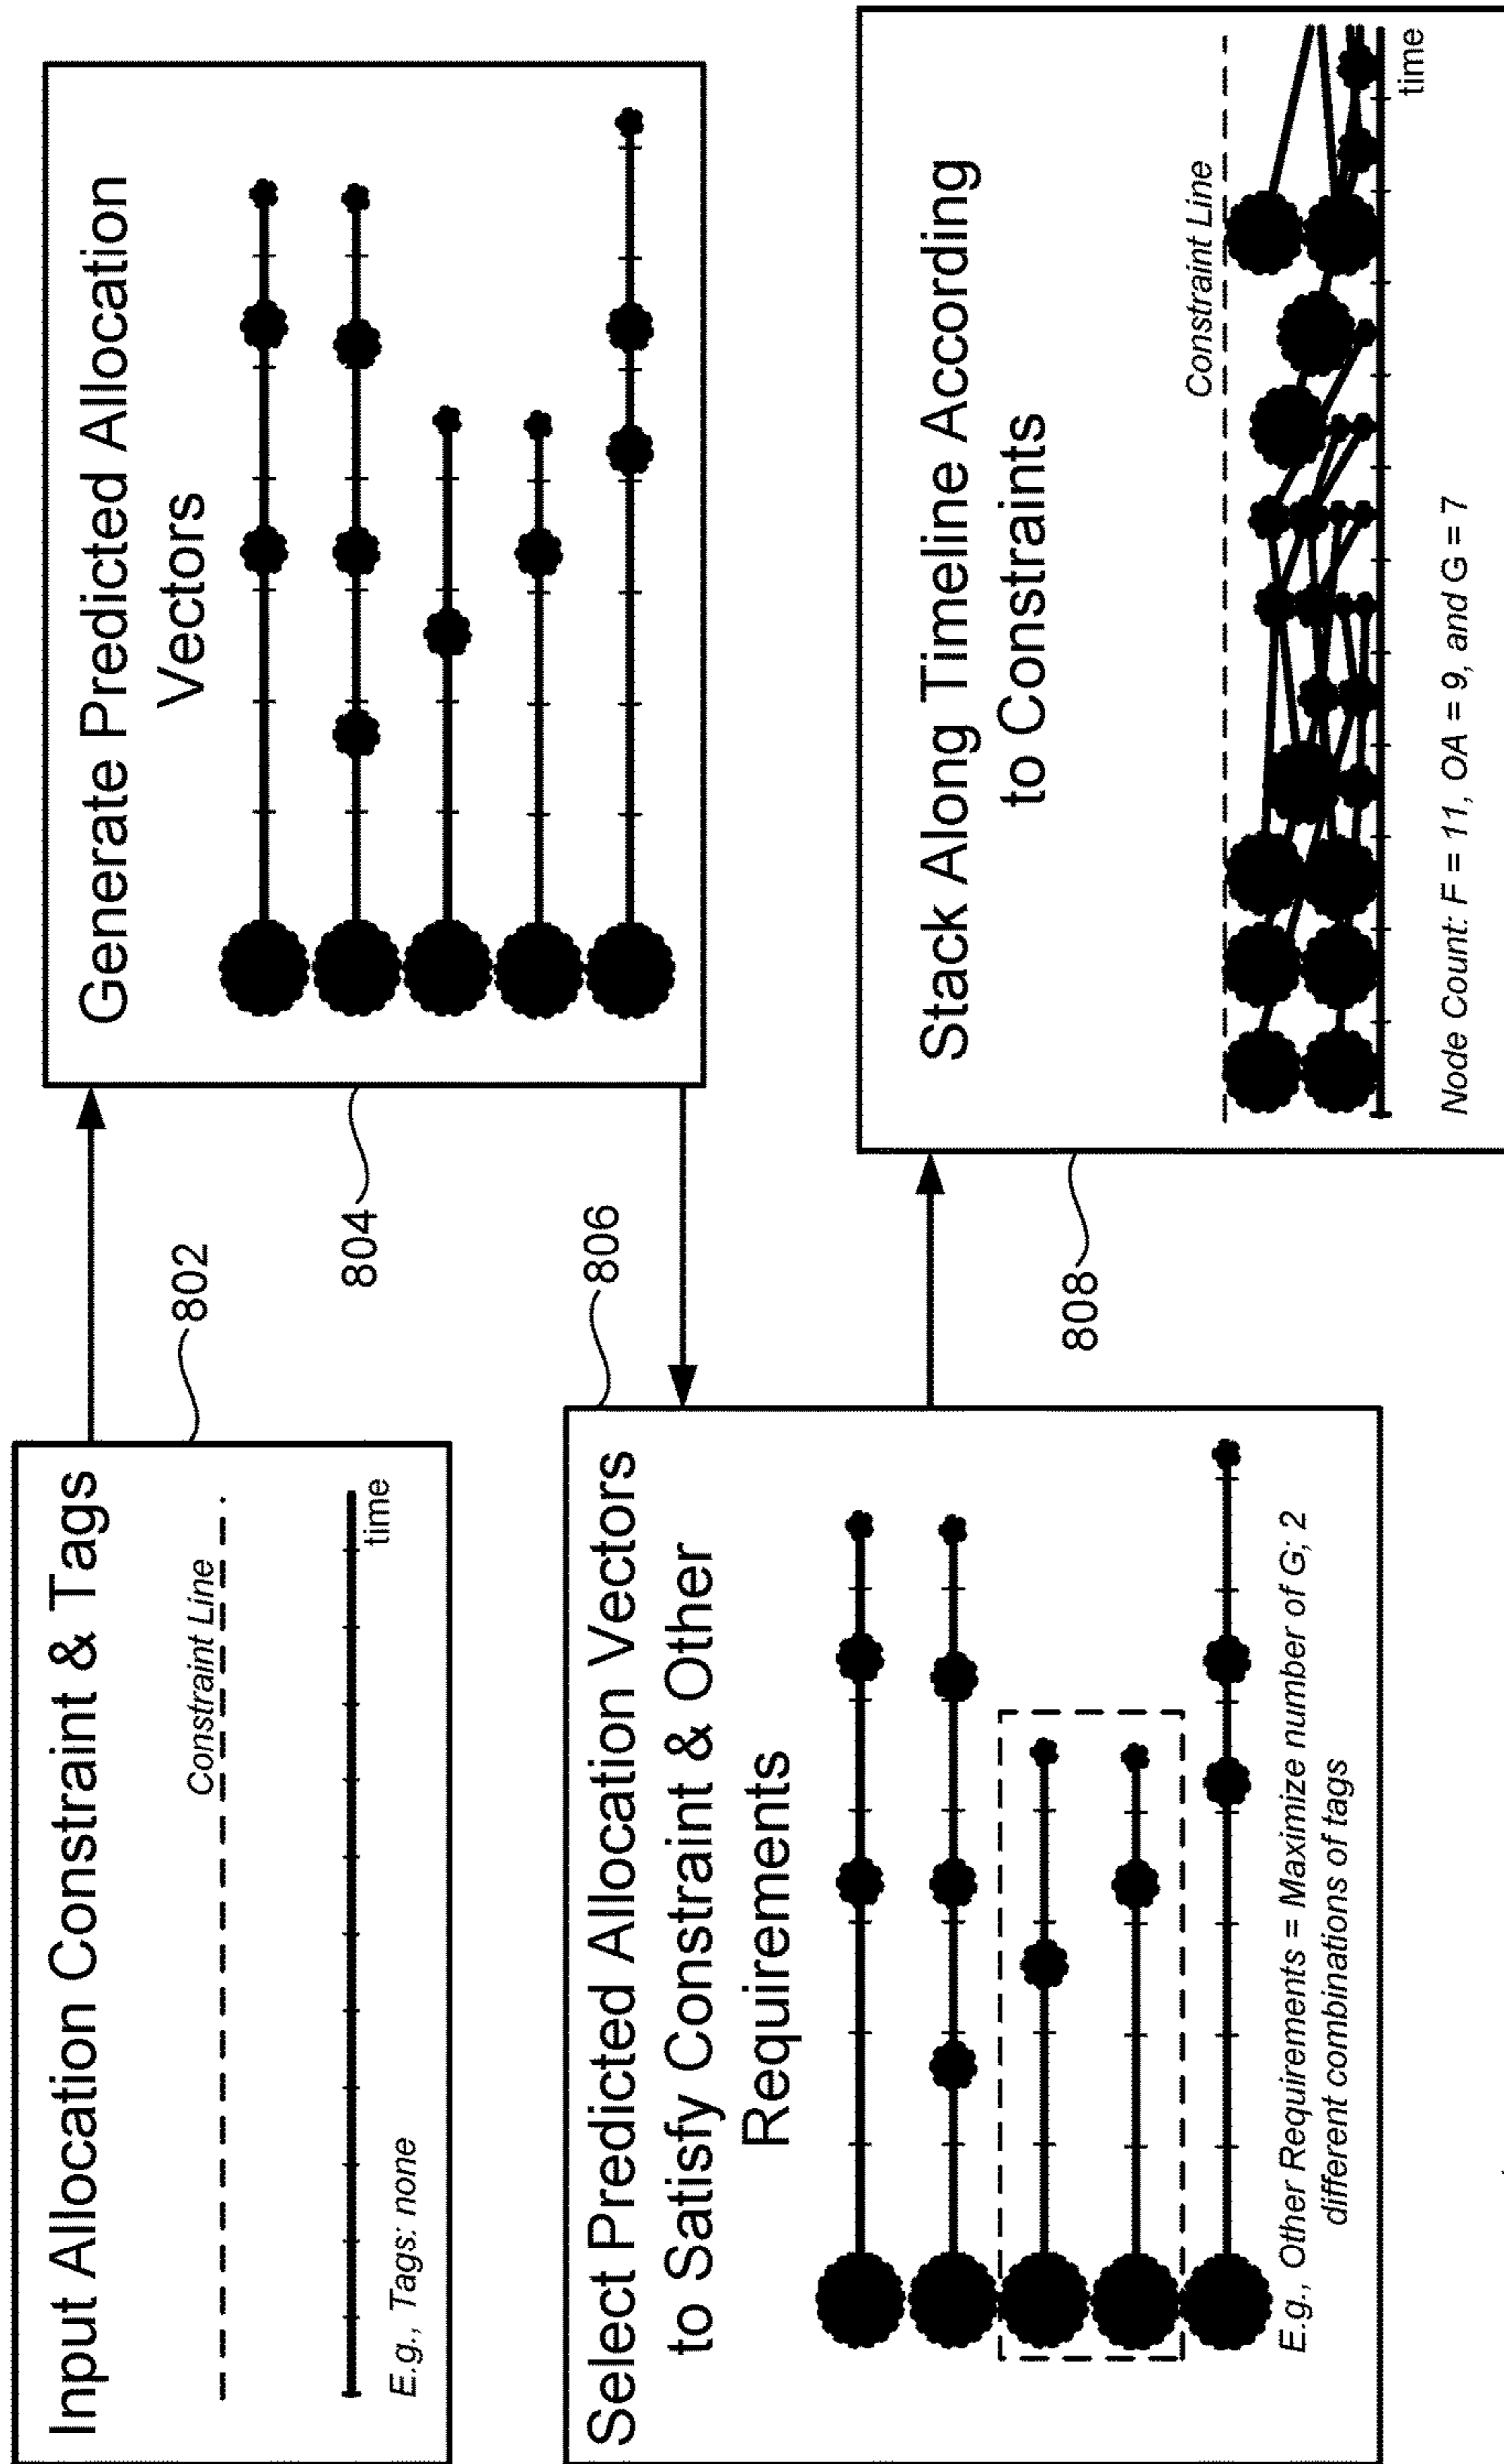 Input Allocation Constraint & Tags
Constraint Line
time
E.g., Tags: none
802
Generate Predicted Allocation
Vectors
804
Select Predicted Allocation Vectors
to Satisfy Constraint & Other
Requirements
E.g., Other Requirements = Maximize number of G; 2
different combinations of tags
806
Stack Along Timeline According
to Constraints
Constraint Line
time
Node Count: F = 11, OA = 9, and G = 7
808